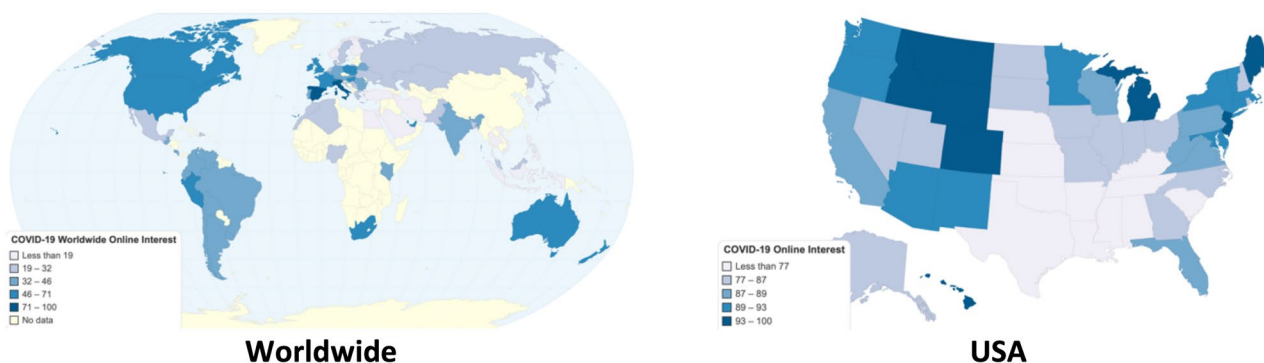 COVID-19 Worldwide Online Interest
Less than 19
19 – 32
32 – 46
46 – 71
71 – 100
No data
Worldwide
COVID-19 Online Interest
Less than 77
77 – 87
87 – 89
89 – 93
93 – 100
USA